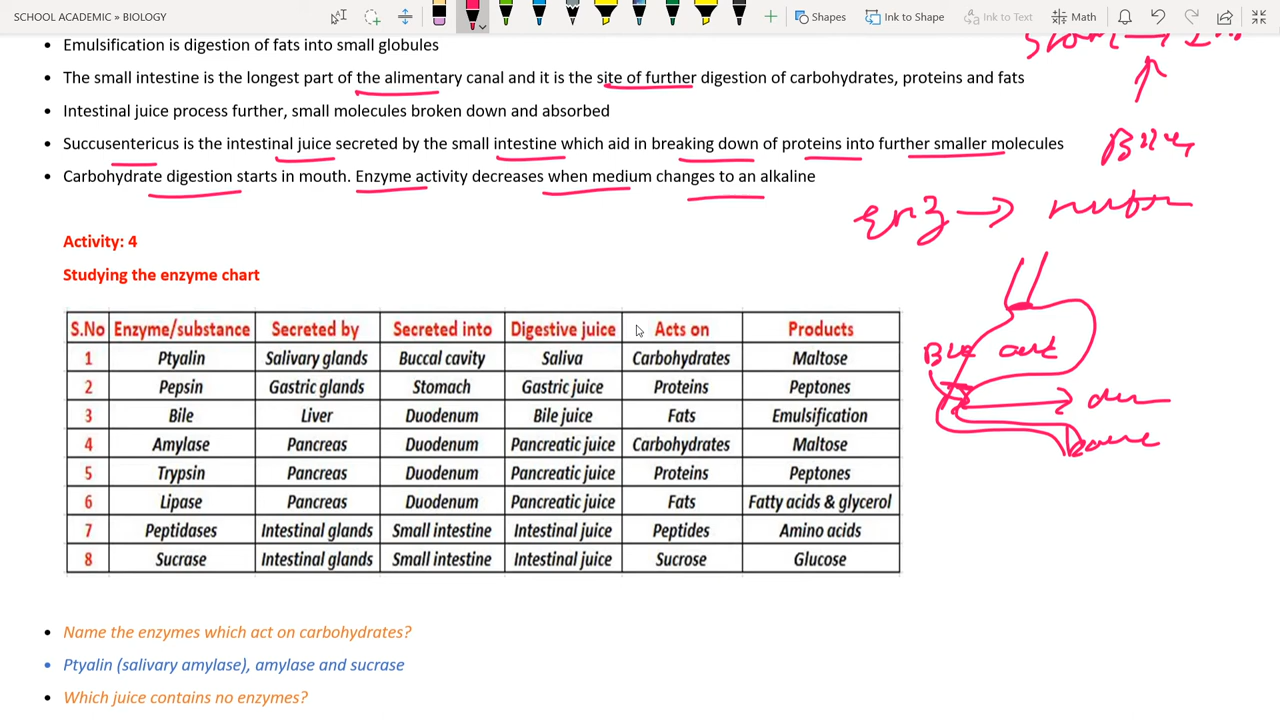 SCHOOL ACADEMIC » BIOLOGY
Shapes Ink to Shape Ink to Text Math
Emulsification is digestion of fats into small globules
The small intestine is the longest part of the alimentary canal and it is the site of further digestion of carbohydrates, proteins and fats
Intestinal juice process further, small molecules broken down and absorbed
Succusentericus is the intestinal juice secreted by the small intestine which aid in breaking down of proteins into further smaller molecules
Carbohydrate digestion starts in mouth. Enzyme activity decreases when medium changes to an alkaline
Activity: 4
Studying the enzyme chart
S.No Enzyme/substance Secreted by Secreted into Digestive juice Acts on Products
1 Ptyalin Salivary glands Buccal cavity Saliva Carbohydrates Maltose
2 Pepsin Gastric glands Stomach Gastric juice Proteins Peptones
3 Bile Liver Duodenum Bile juice Fats Emulsification
4 Amylase Pancreas Duodenum Pancreatic juice Carbohydrates Maltose
5 Trypsin Pancreas Duodenum Pancreatic juice Proteins Peptones
6 Lipase Pancreas Duodenum Pancreatic juice Fats Fatty acids & glycerol
7 Peptidases Intestinal glands Small intestine Intestinal juice Peptides Amino acids
8 Sucrase Intestinal glands Small intestine Intestinal juice Sucrose Glucose
Name the enzymes which act on carbohydrates?
Ptyalin (salivary amylase), amylase and sucrase
Which juice contains no enzymes?